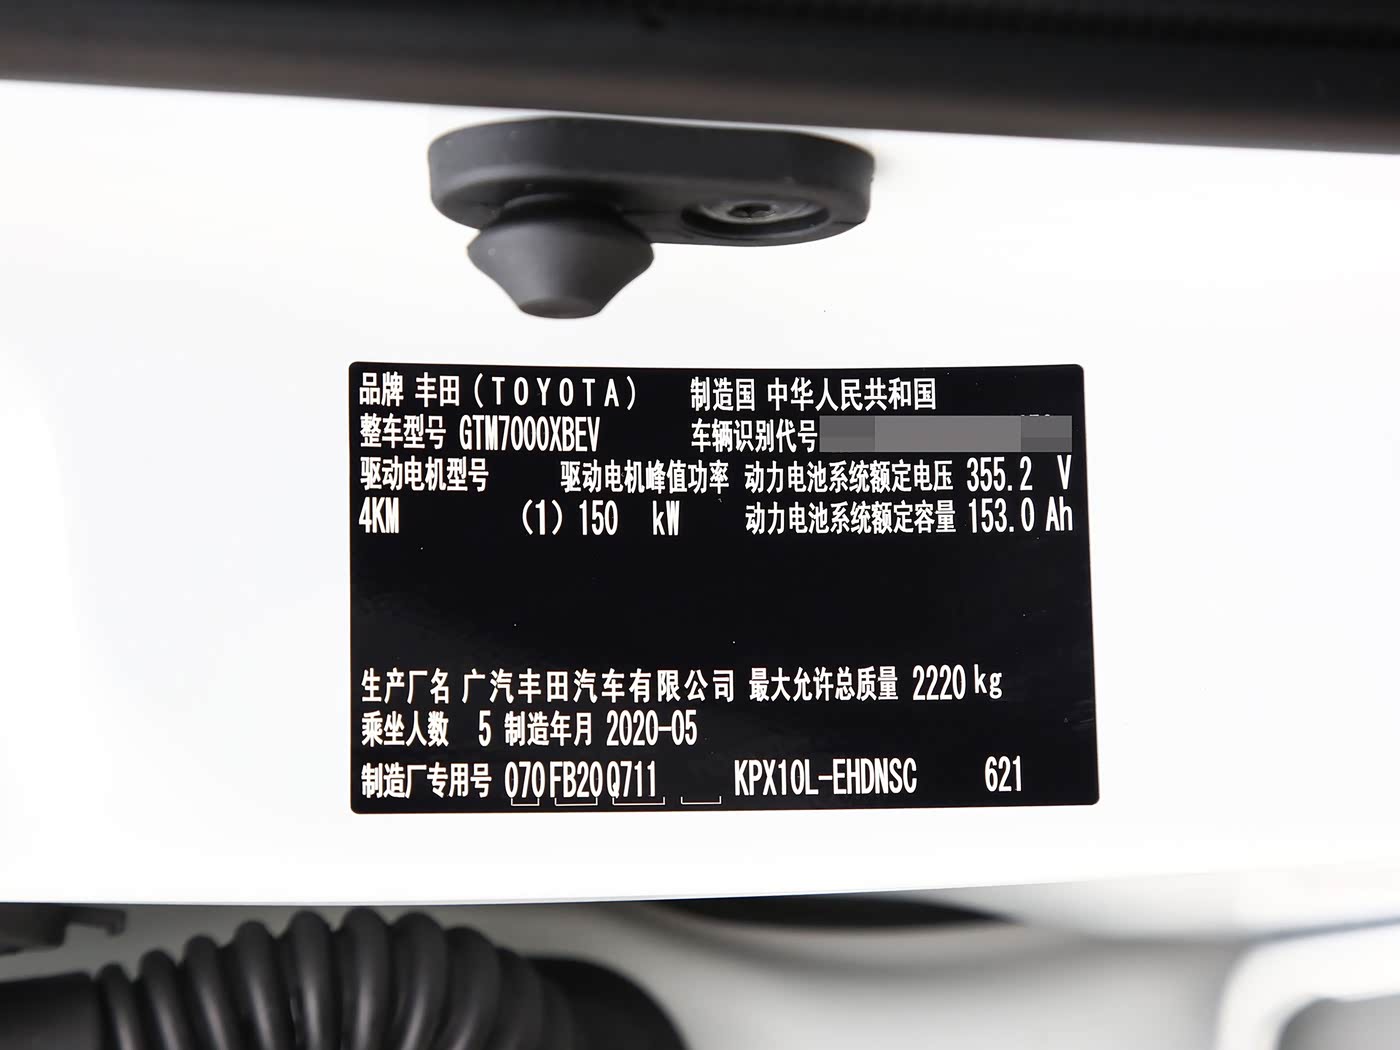 品牌 丰田(TOYOTA) 制造国 中华人民共和国
整车型号 GTM7000XBEV 车辆识别代号
驱动电机型号 驱动电机峰值功率 动力电池系统额定电压 355.2 V
4KM (1)150 kW 动力电池系统额定容量 153.0 Ah
生产厂名 广汽丰田汽车有限公司 最大允许总质量 2220 kg
乘坐人数 5 制造年月 2020-05
制造厂专用号 070 FB20 Q711 KPX10L-EHDNSC 621